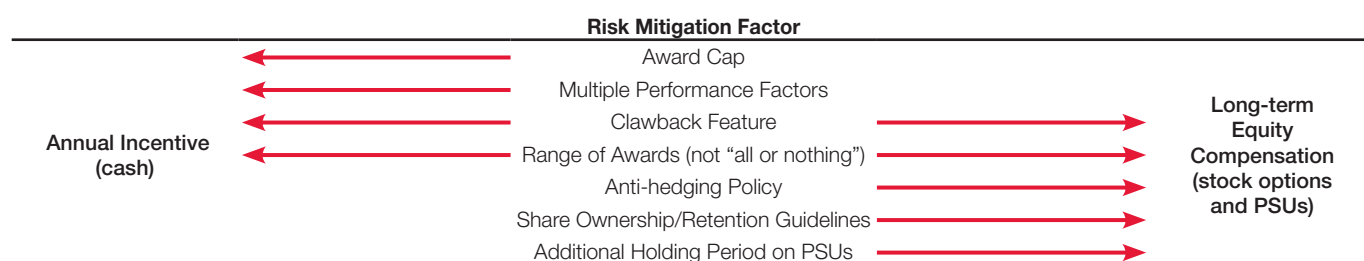 Risk Mitigation Factor
Award Cap
Multiple Performance Factors
Clawback Feature
Range of Awards (not “all or nothing”)
Anti-hedging Policy
Share Ownership/Retention Guidelines
Additional Holding Period on PSUs
Annual Incentive
(cash)
Long-term
Equity
Compensation
(stock options
and PSUs)